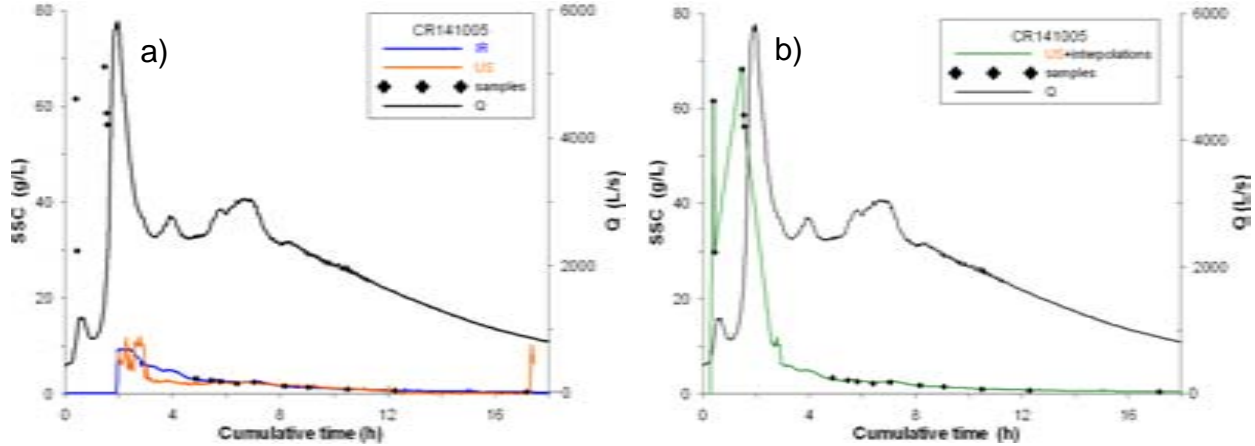 a)
CR141005
IR
US
samples
Q
80
60
40
20
0
SSC (g/L)
6000
4000
2000
0
Q (L/s)
0 4 8 12 16
Cumulative time (h)
b)
CR141005
US+interpolations
samples
Q
80
60
40
20
0
SSC (g/L)
6000
4000
2000
0
Q (L/s)
0 4 8 12 16
Cumulative time (h)